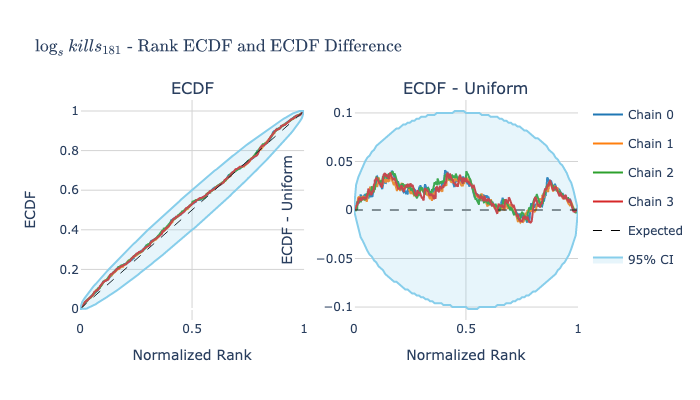 logₛ kills₁₈₁ - Rank ECDF and ECDF Difference
ECDF
ECDF - Uniform
ECDF
1
0.8
0.6
0.4
0.2
0
0
0.5
1
Normalized Rank
ECDF - Uniform
0.1
0.05
0
−0.05
−0.1
0
0.5
1
Normalized Rank
Chain 0
Chain 1
Chain 2
Chain 3
Expected
95% CI